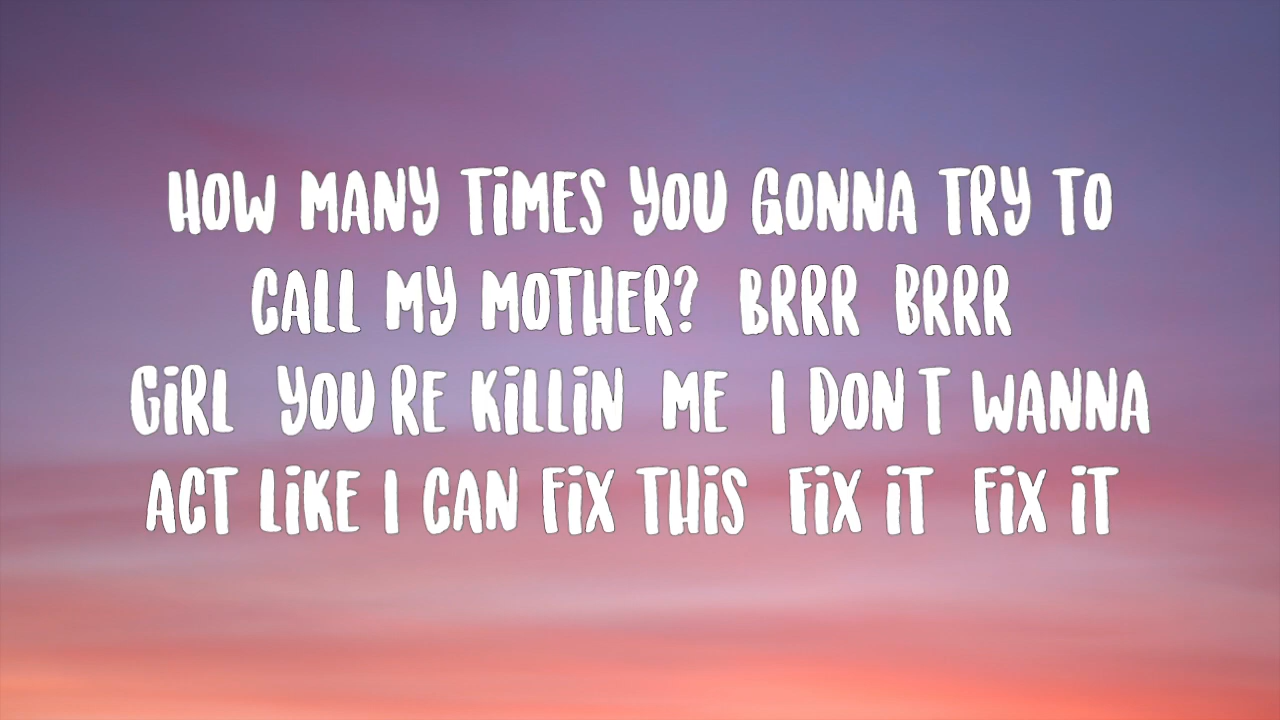 HOW MANY TiMES YOU GONNA TRY TO
CALL MY MOTHER? BRRR BRRR
GiRL YOU RE KiLLiN ME I DON T WANNA
ACT LiKE I CAN FiX THiS FiX iT FiX iT